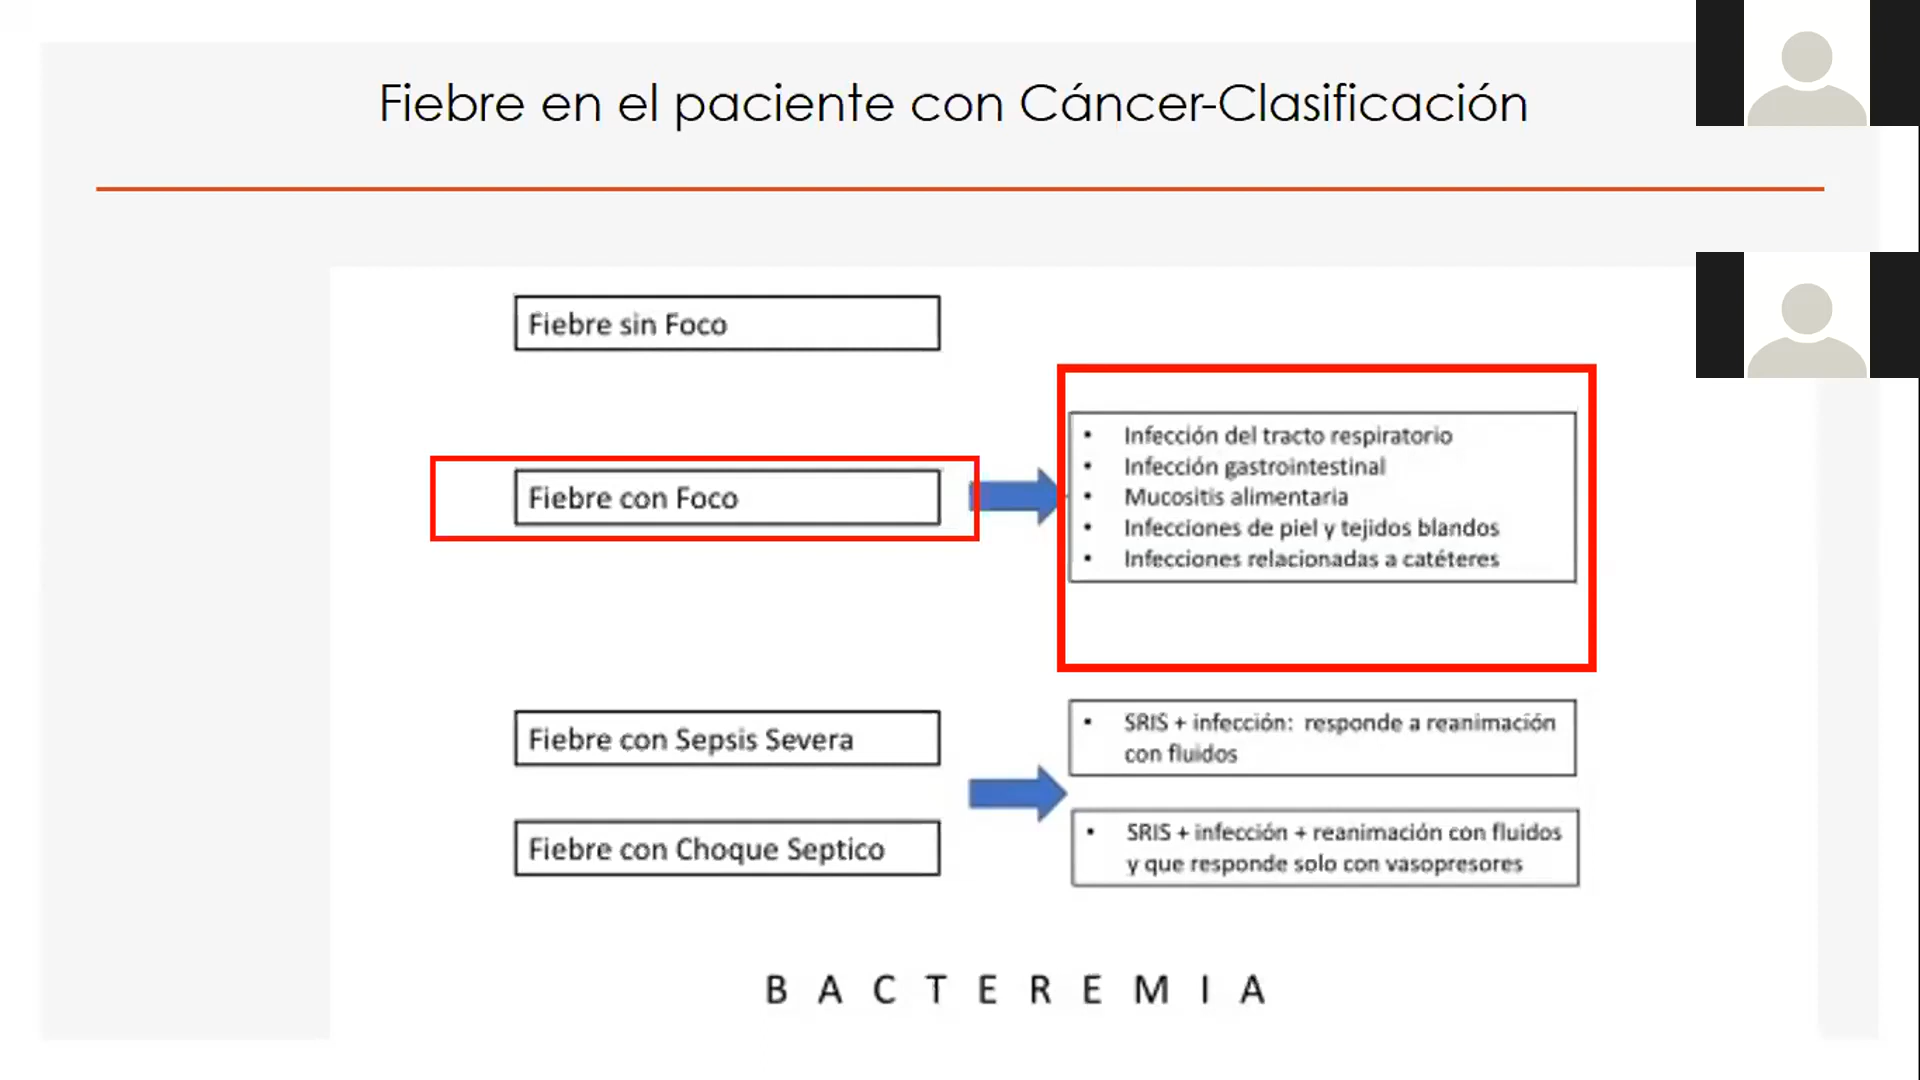 Fiebre en el paciente con Cáncer-Clasificación
Fiebre sin Foco
Fiebre con Foco
• Infección del tracto respiratorio
• Infección gastrointestinal
• Mucositis alimentaria
• Infecciones de piel y tejidos blandos
• Infecciones relacionadas a catéteres
Fiebre con Sepsis Severa
• SRIS + infección: responde a reanimación
con fluidos
Fiebre con Choque Septico
• SRIS + infección + reanimación con fluidos
y que responde solo con vasopresores
B A C T E R E M I A